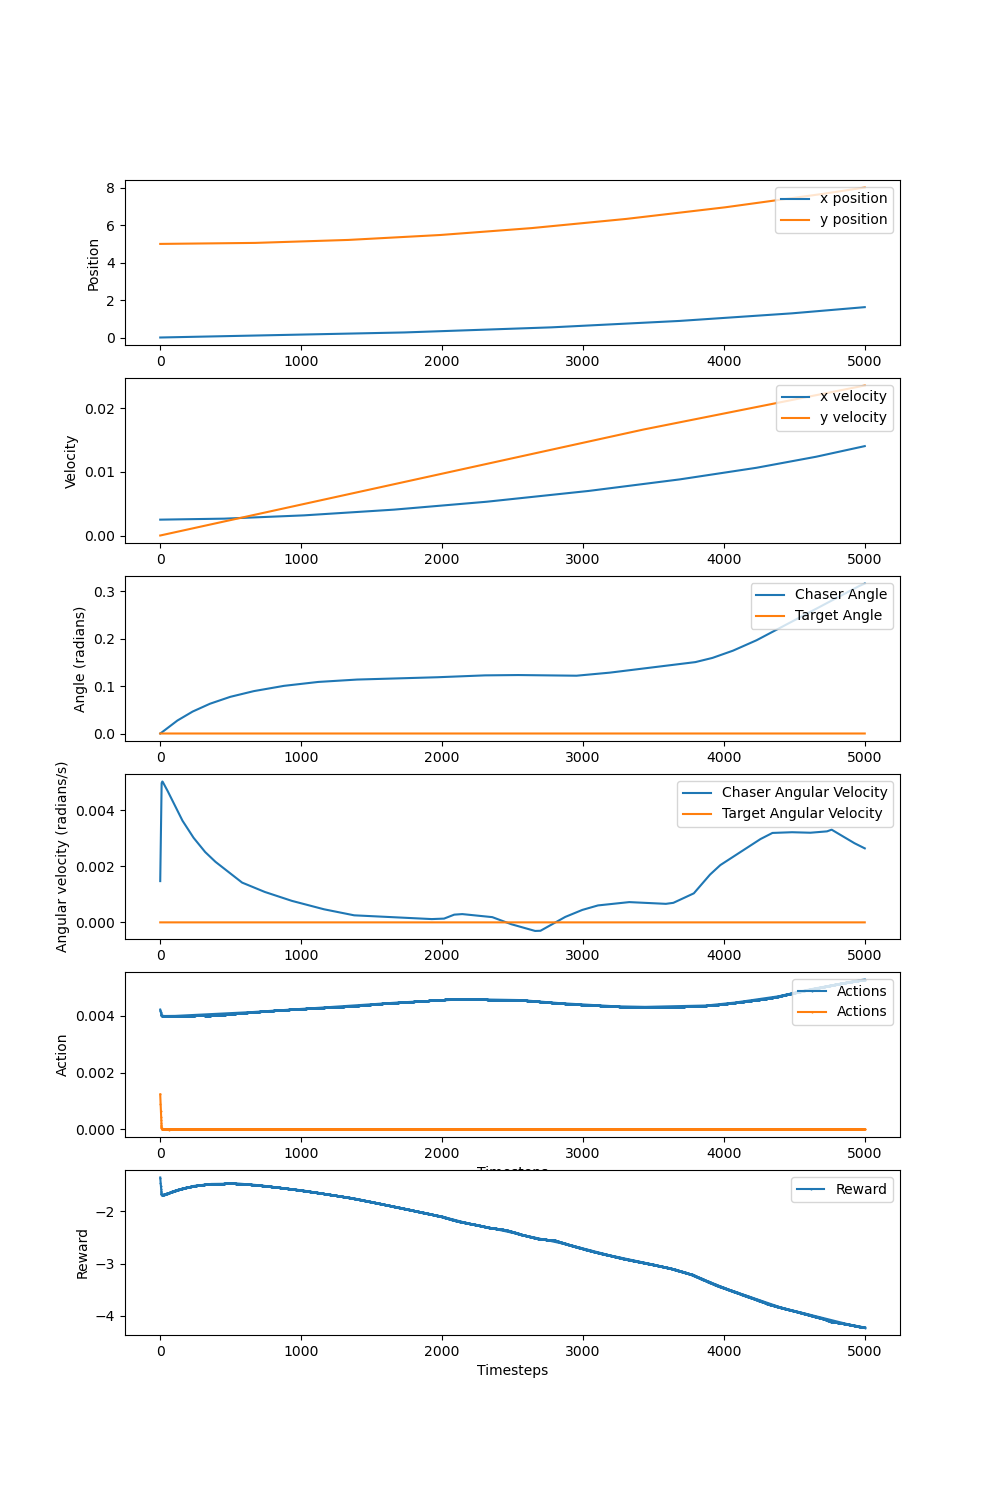 8
6
4
2
0
Position
x position
y position
0 1000 2000 3000 4000 5000
0.02
0.01
0.00
Velocity
x velocity
y velocity
0 1000 2000 3000 4000 5000
0.3
0.2
0.1
0.0
Angle (radians)
Chaser Angle
Target Angle
0 1000 2000 3000 4000 5000
0.004
0.002
0.000
Angular velocity (radians/s)
Chaser Angular Velocity
Target Angular Velocity
0 1000 2000 3000 4000 5000
0.004
0.002
0.000
Action
Actions
Actions
0 1000 2000 3000 4000 5000
Timesteps
−2
−3
−4
Reward
Reward
0 1000 2000 3000 4000 5000
Timesteps